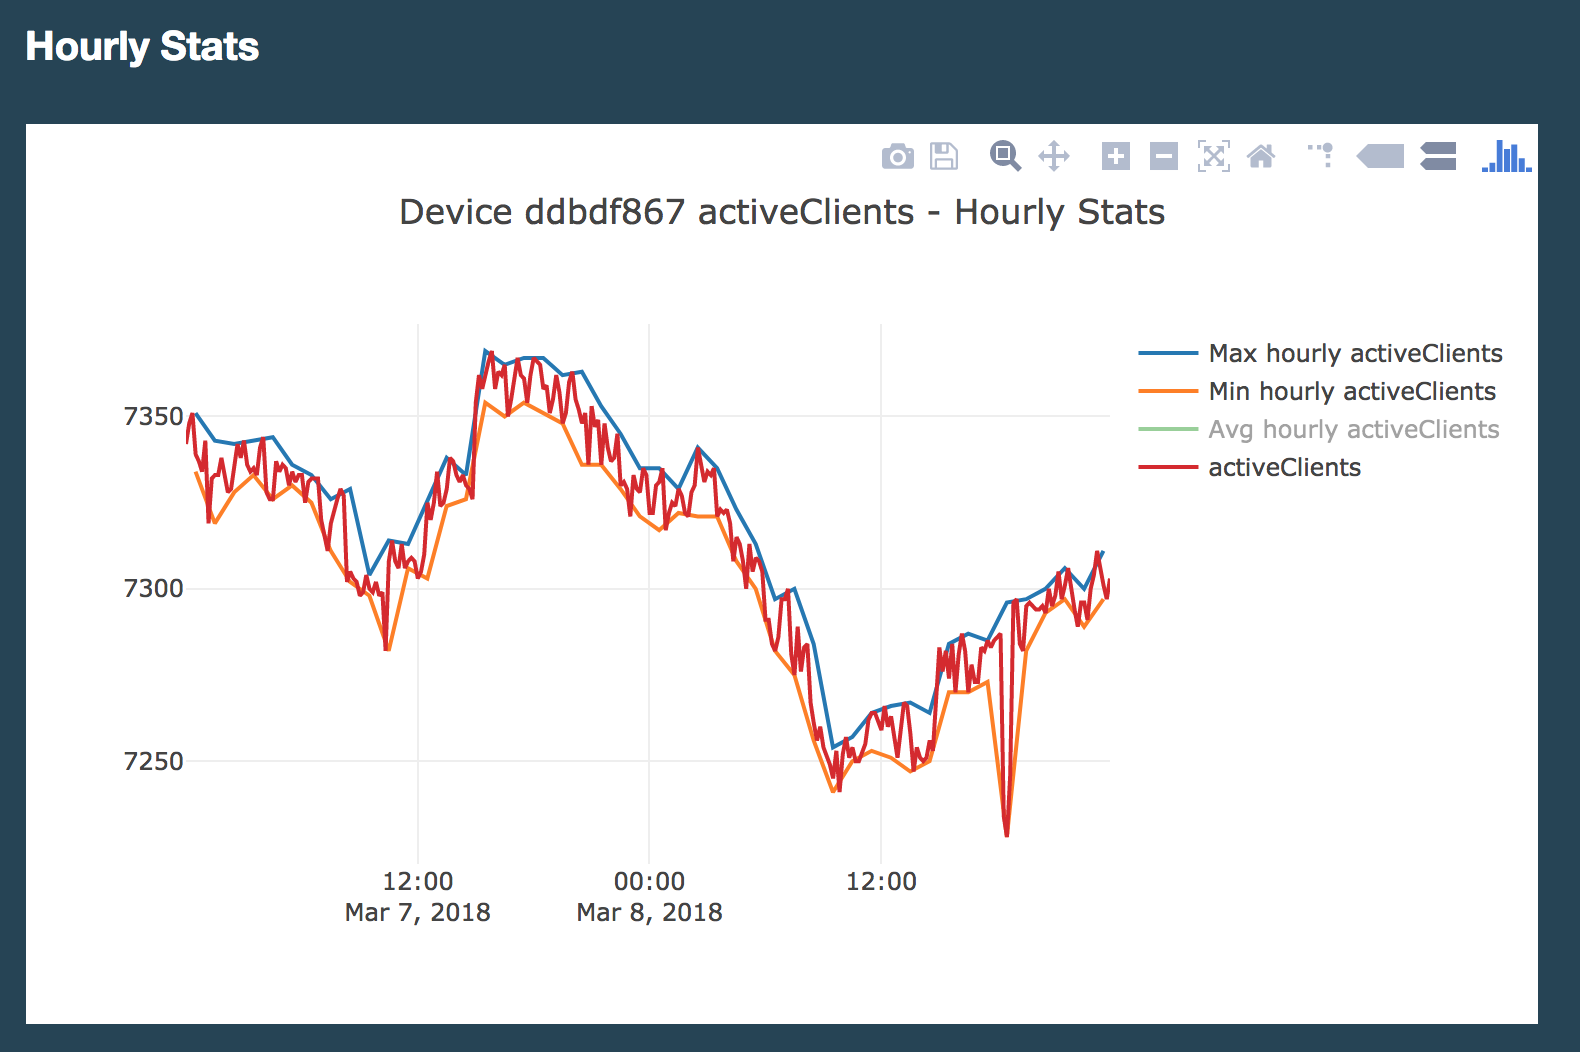 Hourly Stats
Device ddbdf867 activeClients - Hourly Stats
Max hourly activeClients
Min hourly activeClients
Avg hourly activeClients
activeClients
7350
7300
7250
12:00
Mar 7, 2018
00:00
Mar 8, 2018
12:00